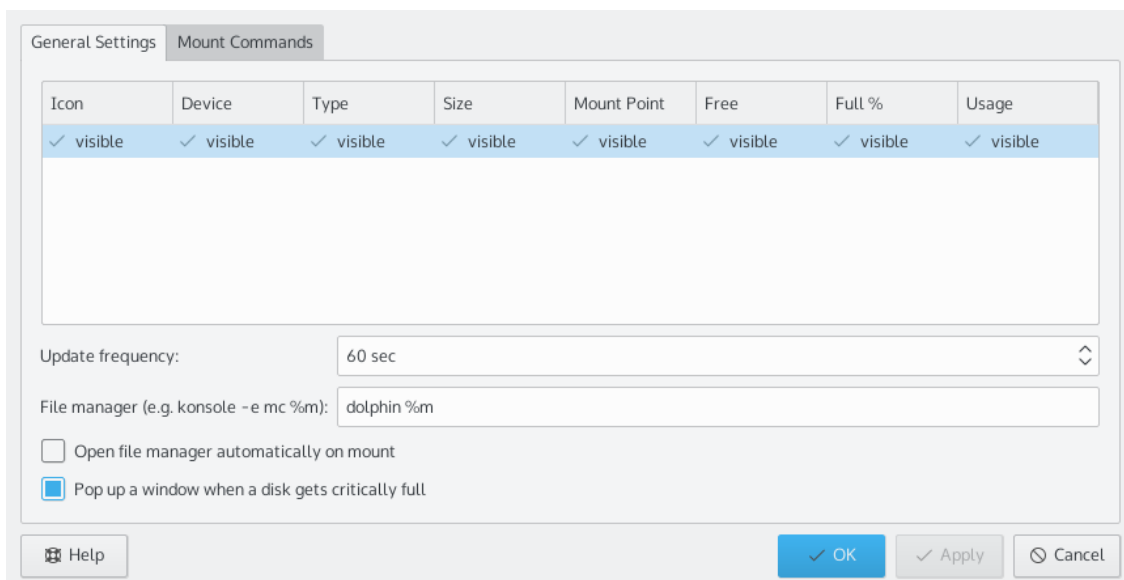 General Settings Mount Commands
Icon Device Type Size Mount Point Free Full % Usage
visible visible visible visible visible visible visible visible
Update frequency: 60 sec
File manager (e.g. konsole -e mc %m): dolphin %m
Open file manager automatically on mount
Pop up a window when a disk gets critically full
Help OK Apply Cancel